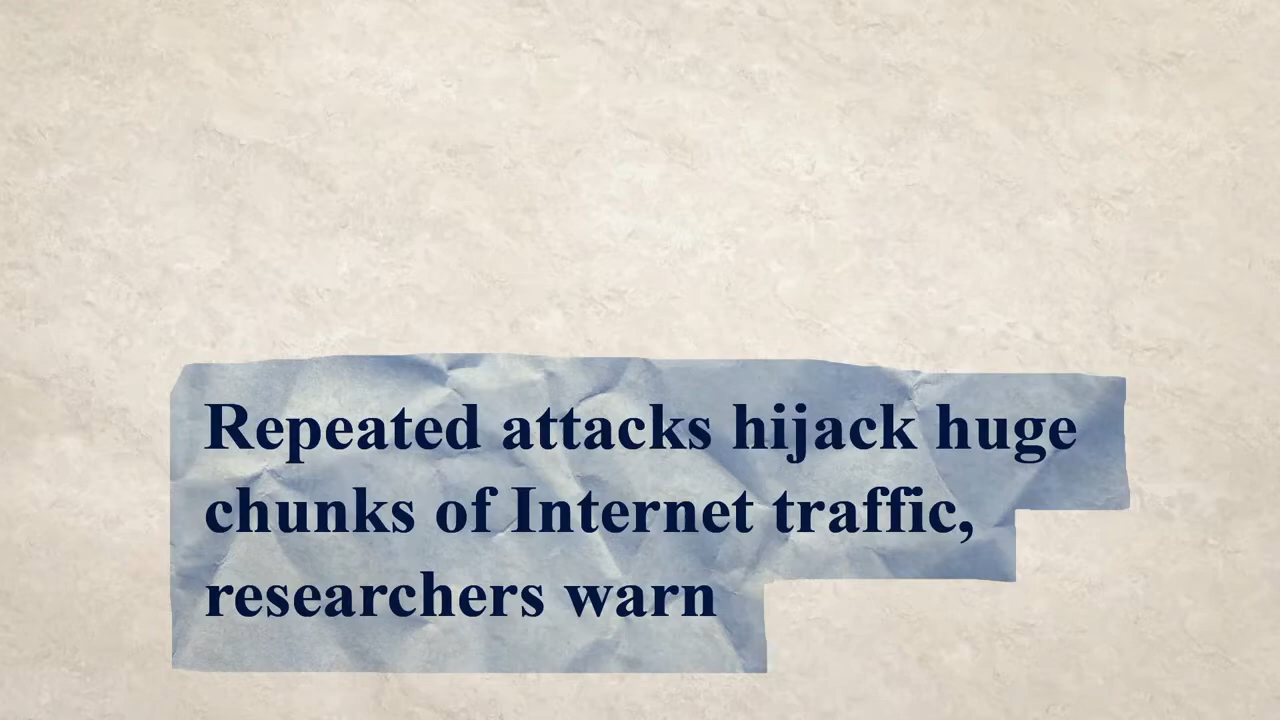 Repeated attacks hijack huge
chunks of Internet traffic,
researchers warn